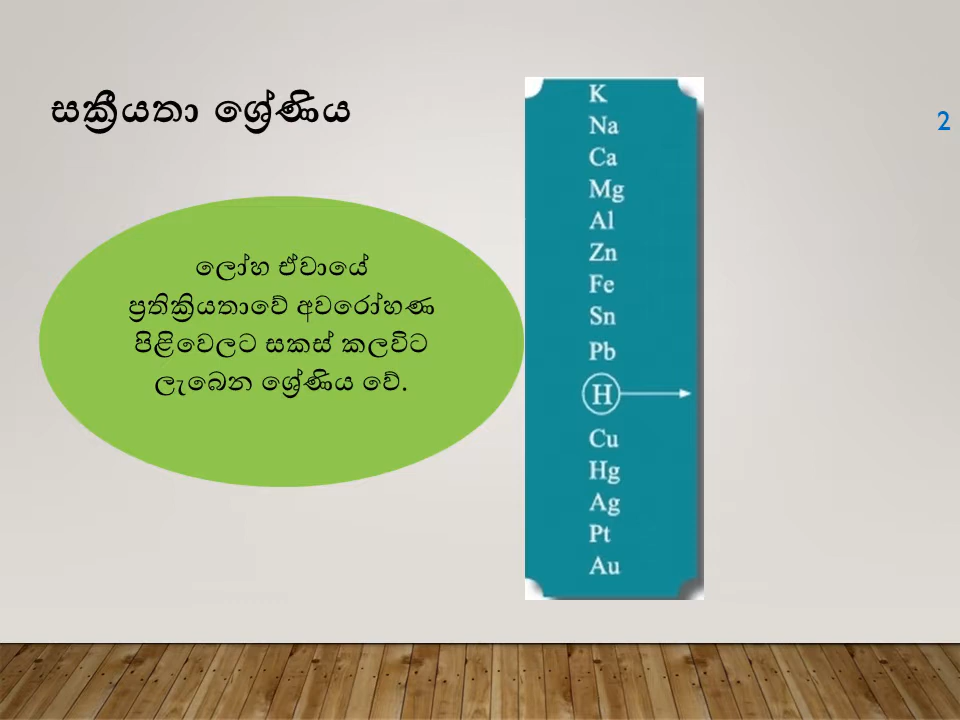 සක්‍රීයතා ශ්‍රේණිය
2
ලෝහ ඒවායේ
ප්‍රතික්‍රියතාවේ අවරෝහණ
පිළිවෙලට සකස් කලවිට
ලැබෙන ශ්‍රේණිය වේ.
K
Na
Ca
Mg
Al
Zn
Fe
Sn
Pb
H
Cu
Hg
Ag
Pt
Au